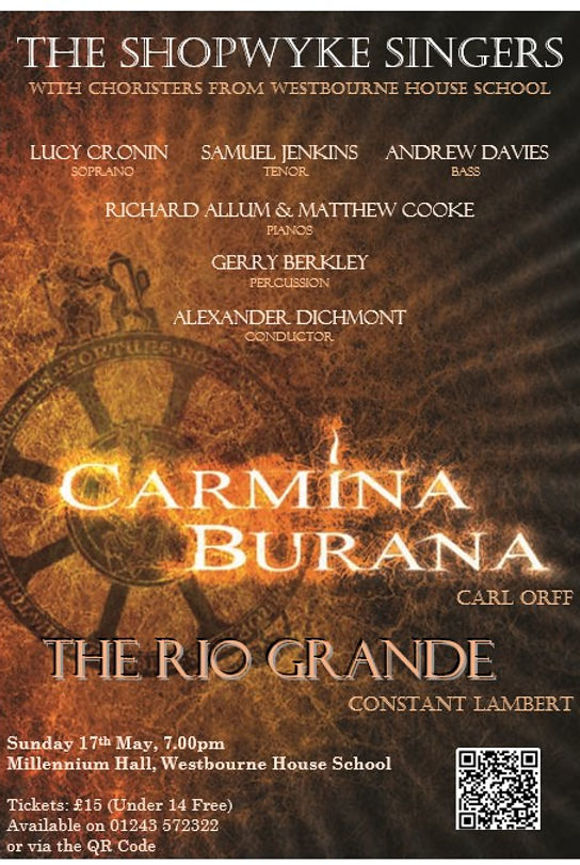 THE SHOPWYKE SINGERS
WITH CHORISTERS FROM WESTBOURNE HOUSE SCHOOL
LUCY CRONIN SAMUEL JENKINS ANDREW DAVIES
SOPRANO TENOR BASS
RICHARD ALLUM & MATTHEW COOKE
PIANOS
GERRY BERKLEY
PERCUSSION
ALEXANDER DICHMONT
CONDUCTOR
CARMINA
BURANA
CARL ORFF
THE RIO GRANDE
CONSTANT LAMBERT
Sunday 17th May, 7.00pm
Millennium Hall, Westbourne House School
Tickets: £15 (Under 14 Free)
Available on 01243 572322
or via the QR Code